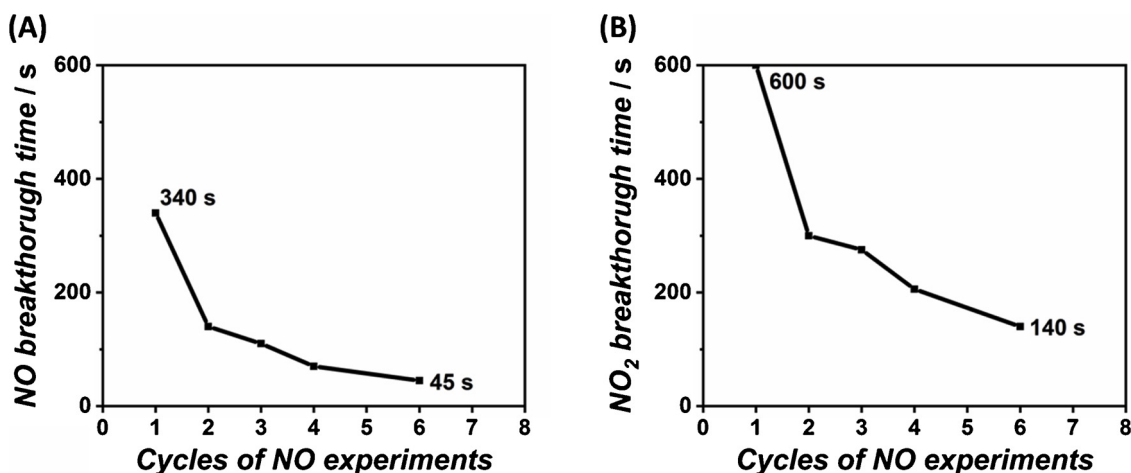 (A)
NO breakthorugh time / s
600
400
200
0
340 s
45 s
0 1 2 3 4 5 6 7 8
Cycles of NO experiments
(B)
NO₂ breakthorugh time / s
600
400
200
0
600 s
140 s
0 1 2 3 4 5 6 7 8
Cycles of NO experiments